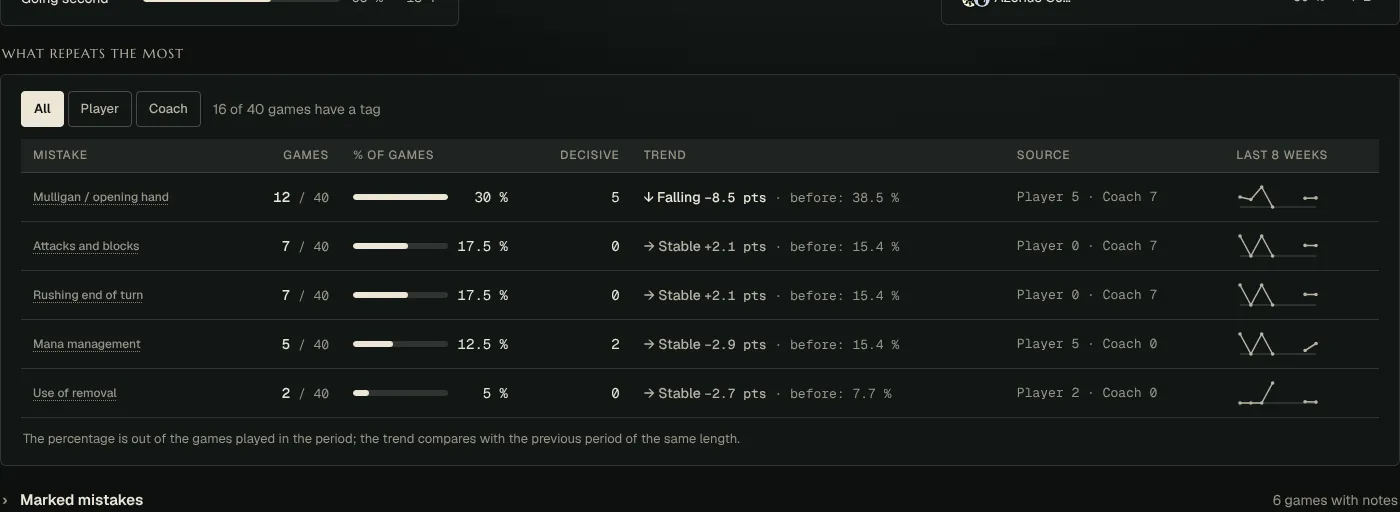 Going second
WHAT REPEATS THE MOST
All Player Coach 16 of 40 games have a tag
MISTAKE GAMES % OF GAMES DECISIVE TREND SOURCE LAST 8 WEEKS
Mulligan / opening hand 12 / 40 30 % 5 ↓ Falling −8.5 pts · before: 38.5 % Player 5 · Coach 7
Attacks and blocks 7 / 40 17.5 % 0 → Stable +2.1 pts · before: 15.4 % Player 0 · Coach 7
Rushing end of turn 7 / 40 17.5 % 0 → Stable +2.1 pts · before: 15.4 % Player 0 · Coach 7
Mana management 5 / 40 12.5 % 2 → Stable −2.9 pts · before: 15.4 % Player 5 · Coach 0
Use of removal 2 / 40 5 % 0 → Stable −2.7 pts · before: 7.7 % Player 2 · Coach 0
The percentage is out of the games played in the period; the trend compares with the previous period of the same length.
› Marked mistakes 6 games with notes